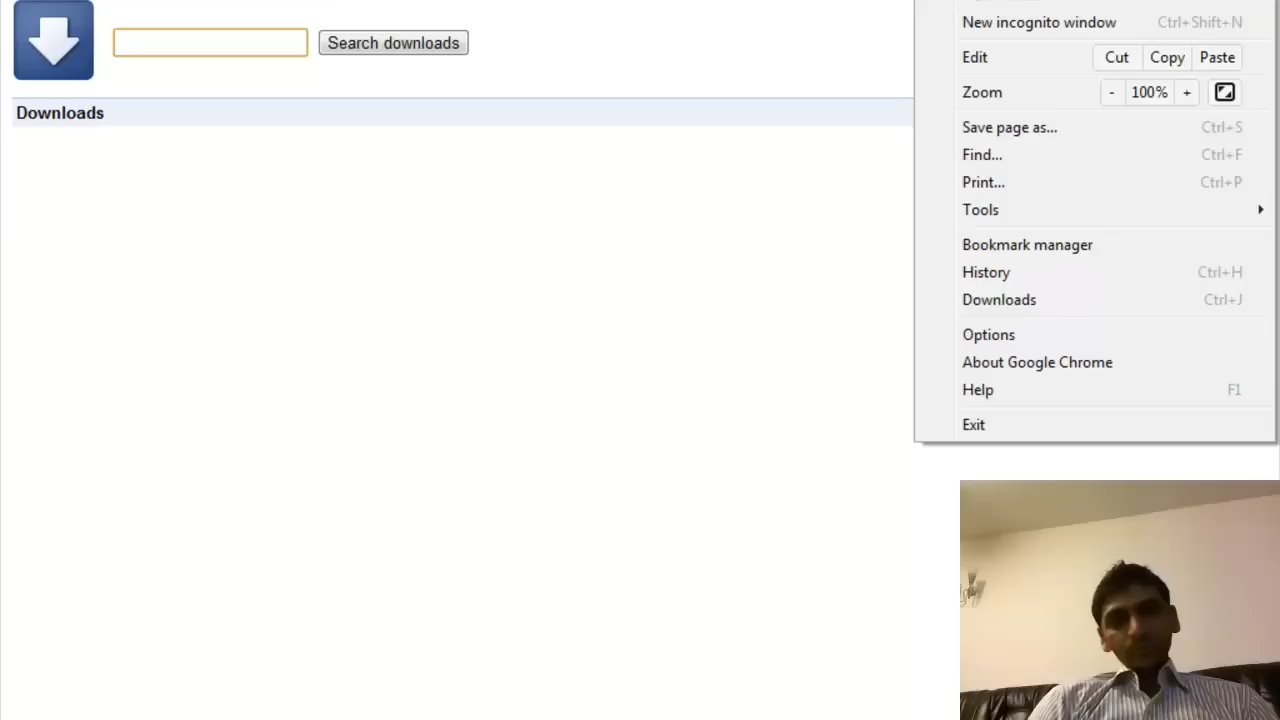 Search downloads
Downloads
New incognito window Ctrl+Shift+N
Edit Cut Copy Paste
Zoom - 100% +
Save page as... Ctrl+S
Find... Ctrl+F
Print... Ctrl+P
Tools
Bookmark manager
History Ctrl+H
Downloads Ctrl+J
Options
About Google Chrome
Help F1
Exit